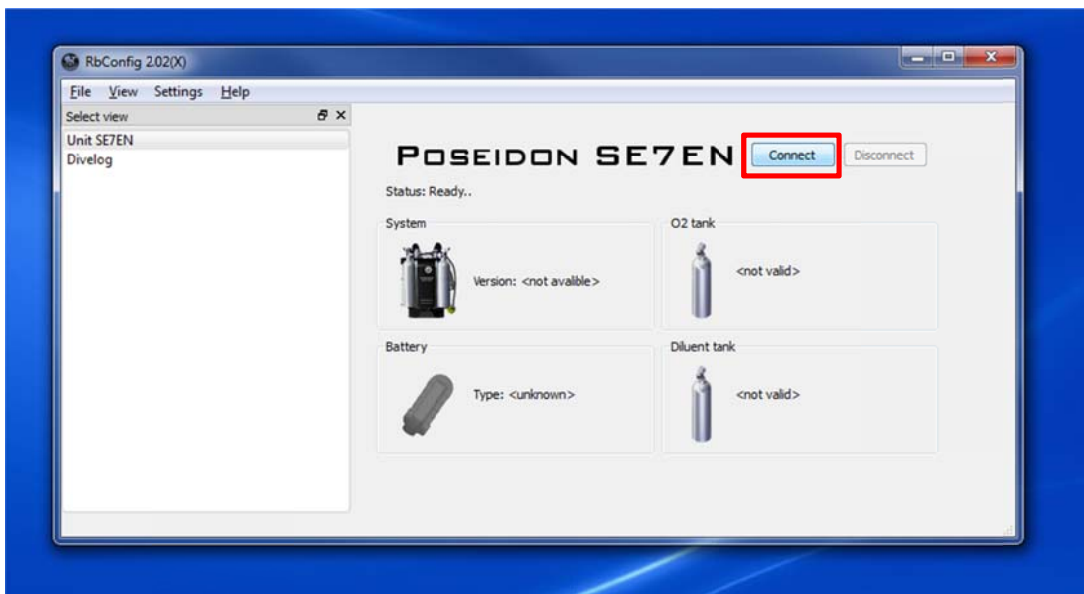 RbConfig 2.02(X)
File View Settings Help
Select view
Unit SE7EN
Divelog
POSEIDON SE7EN Connect Disconnect
Status: Ready..
System
Version: <not avalible>
O2 tank
<not valid>
Battery
Type: <unknown>
Diluent tank
<not valid>